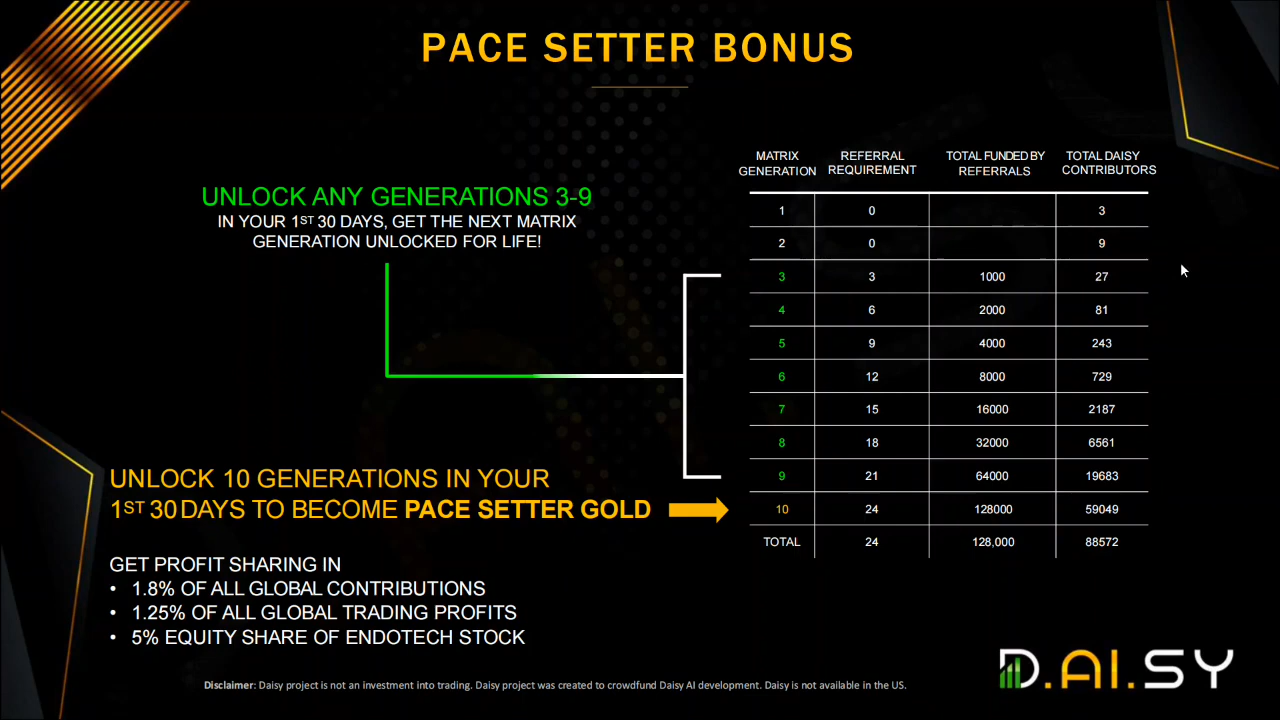 PACE SETTER BONUS
UNLOCK ANY GENERATIONS 3-9
IN YOUR 1ST 30 DAYS, GET THE NEXT MATRIX
GENERATION UNLOCKED FOR LIFE!
MATRIX GENERATION REFERRAL REQUIREMENT TOTAL FUNDED BY REFERRALS TOTAL DAISY CONTRIBUTORS
1 0 3
2 0 9
3 3 1000 27
4 6 2000 81
5 9 4000 243
6 12 8000 729
7 15 16000 2187
8 18 32000 6561
9 21 64000 19683
10 24 128000 59049
TOTAL 24 128,000 88572
UNLOCK 10 GENERATIONS IN YOUR
1ST 30 DAYS TO BECOME PACE SETTER GOLD
GET PROFIT SHARING IN
• 1.8% OF ALL GLOBAL CONTRIBUTIONS
• 1.25% OF ALL GLOBAL TRADING PROFITS
• 5% EQUITY SHARE OF ENDOTECH STOCK
Disclaimer: Daisy project is not an investment into trading. Daisy project was created to crowdfund Daisy AI development. Daisy is not available in the US.
D.AI.SY